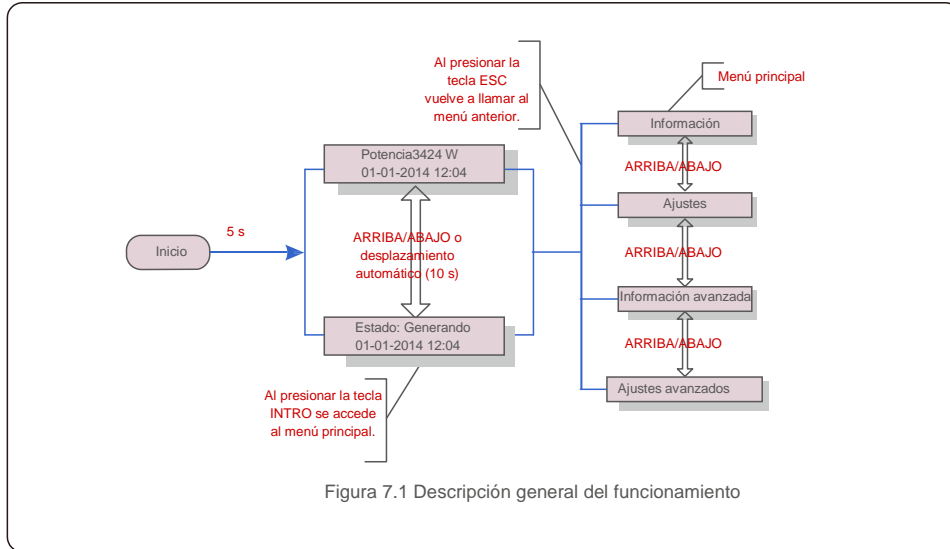 Inicio
5 s
Potencia3424 W
01-01-2014 12:04
ARRIBA/ABAJO o
desplazamiento
automático (10 s)
Estado: Generando
01-01-2014 12:04
Al presionar la tecla
INTRO se accede
al menú principal.
Al presionar la
tecla ESC
vuelve a llamar al
menú anterior.
Menú principal
Información
ARRIBA/ABAJO
Ajustes
ARRIBA/ABAJO
Información avanzada
ARRIBA/ABAJO
Ajustes avanzados
Figura 7.1 Descripción general del funcionamiento